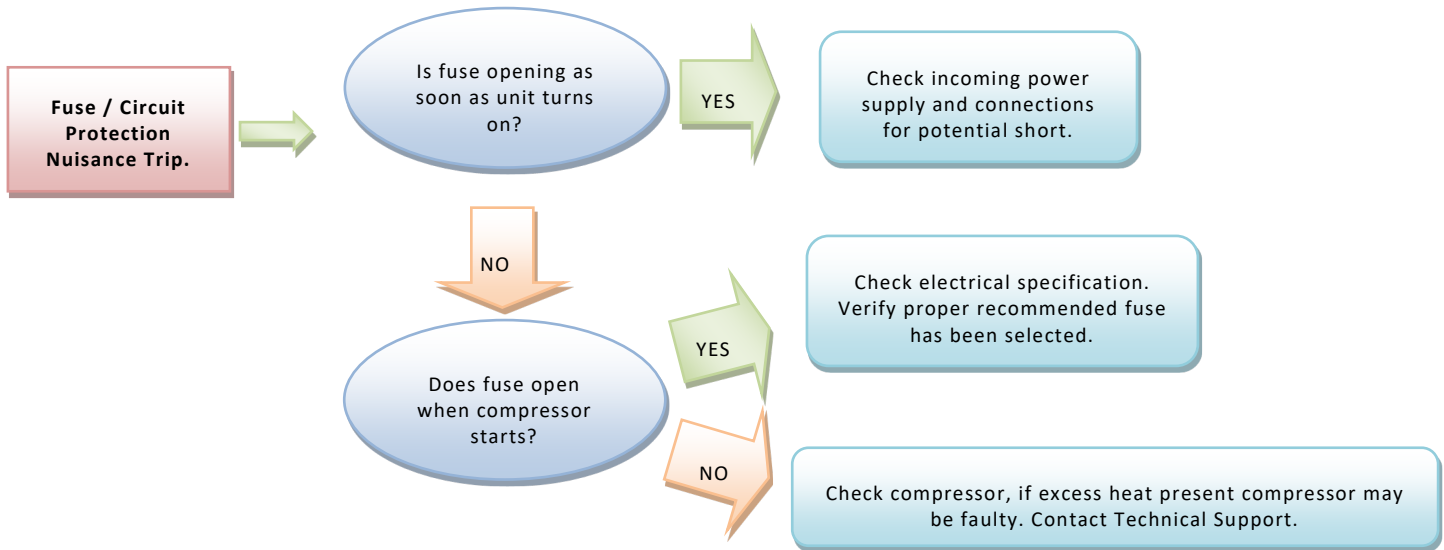 Fuse / Circuit
Protection
Nuisance Trip.
Is fuse opening as
soon as unit turns
on?
YES
Check incoming power
supply and connections
for potential short.
NO
Does fuse open
when compressor
starts?
YES
Check electrical specification.
Verify proper recommended fuse
has been selected.
NO
Check compressor, if excess heat present compressor may
be faulty. Contact Technical Support.